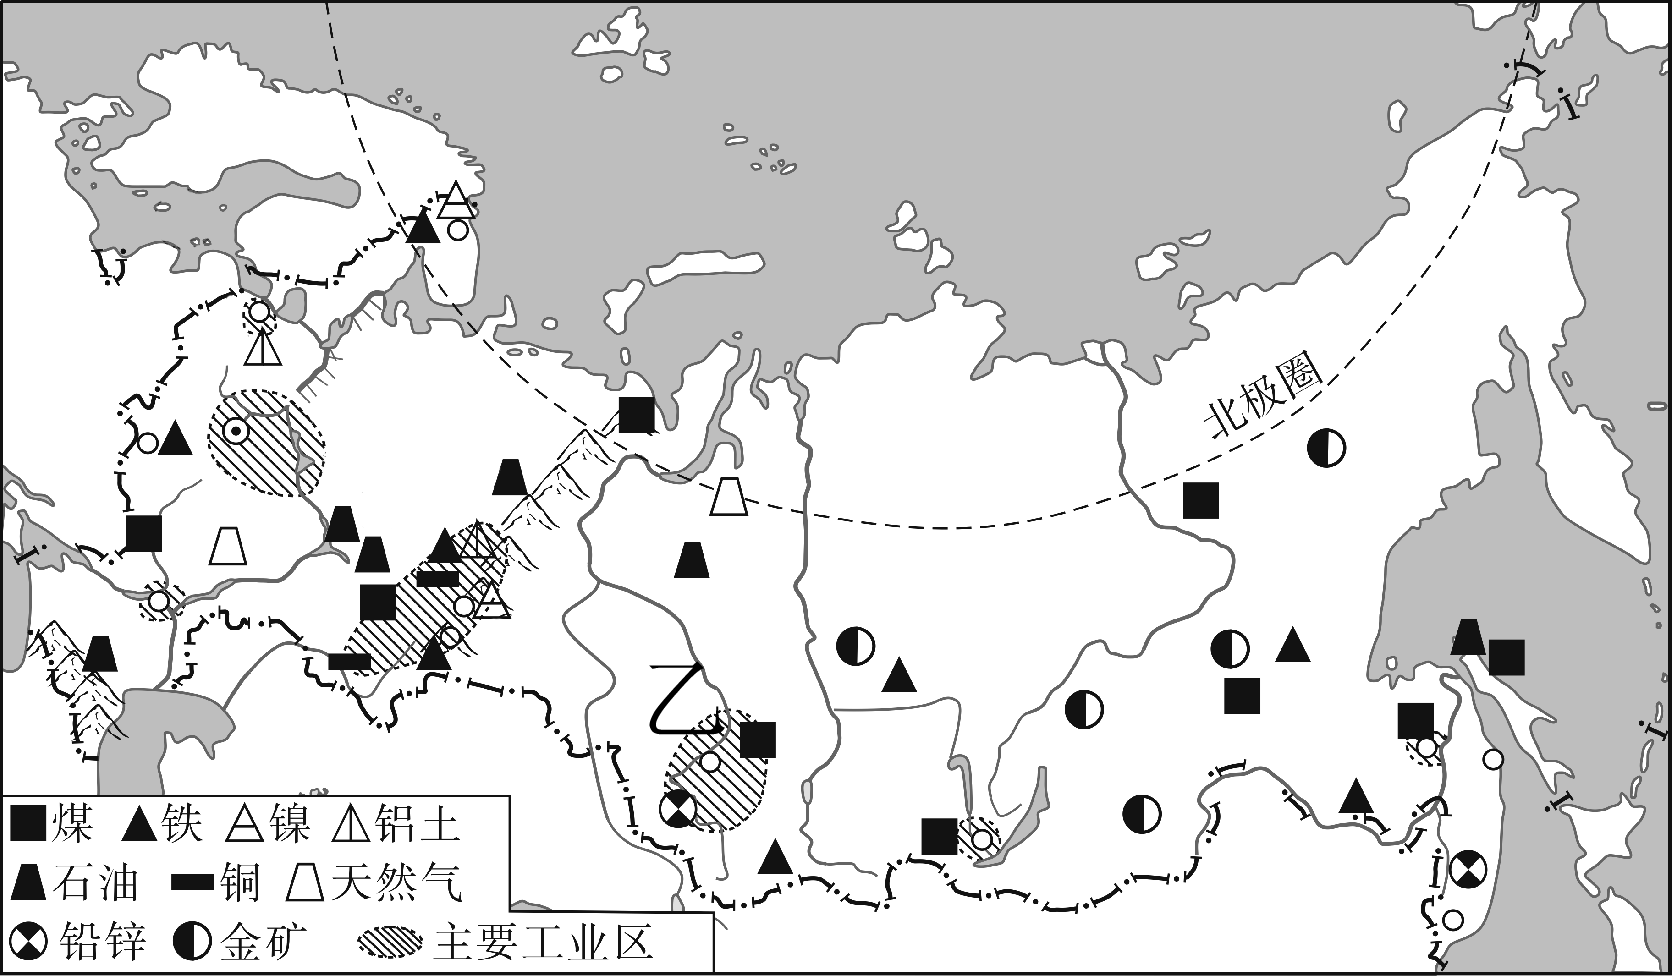 北极圈
乙
煤 铁 镍 铝土
石油 铜 天然气
铅锌 金矿 主要工业区